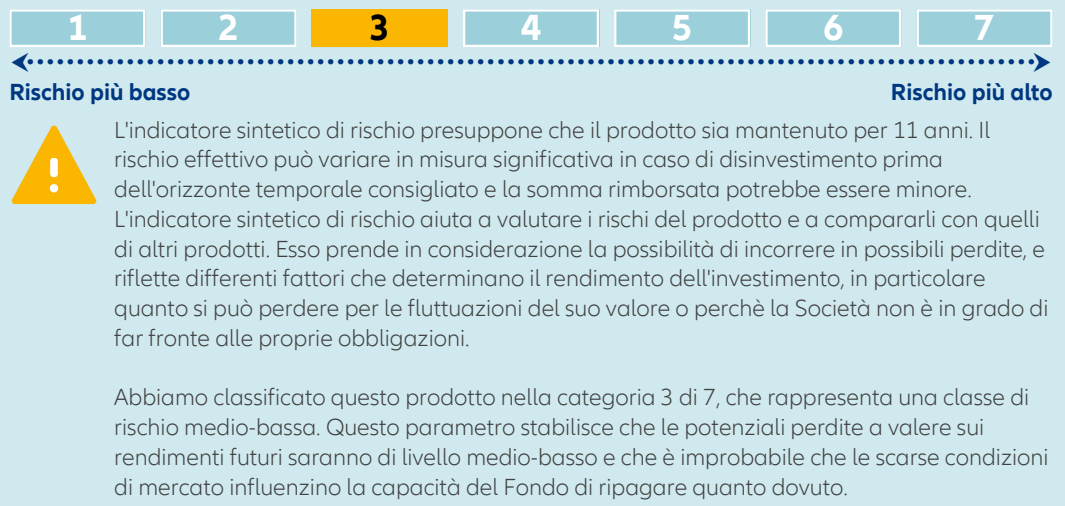 1 2 3 4 5 6 7
Rischio più basso Rischio più alto
L'indicatore sintetico di rischio presuppone che il prodotto sia mantenuto per 11 anni. Il
rischio effettivo può variare in misura significativa in caso di disinvestimento prima
dell'orizzonte temporale consigliato e la somma rimborsata potrebbe essere minore.
L'indicatore sintetico di rischio aiuta a valutare i rischi del prodotto e a compararli con quelli
di altri prodotti. Esso prende in considerazione la possibilità di incorrere in possibili perdite, e
riflette differenti fattori che determinano il rendimento dell'investimento, in particolare
quanto si può perdere per le fluttuazioni del suo valore o perchè la Società non è in grado di
far fronte alle proprie obbligazioni.
Abbiamo classificato questo prodotto nella categoria 3 di 7, che rappresenta una classe di
rischio medio-bassa. Questo parametro stabilisce che le potenziali perdite a valere sui
rendimenti futuri saranno di livello medio-basso e che è improbabile che le scarse condizioni
di mercato influenzino la capacità del Fondo di ripagare quanto dovuto.